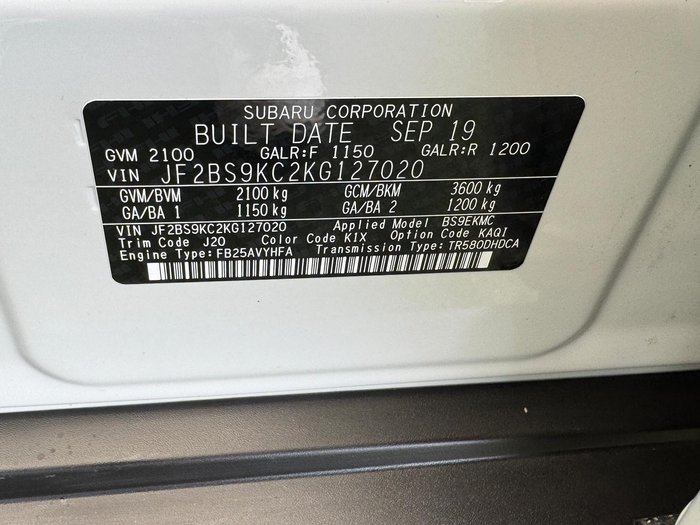 SUBARU CORPORATION
BUILT DATE SEP 19
GVM 2100 GALR:F 1150 GALR:R 1200
VIN JF2BS9KC2KG127020
GVM/BVM 2100 kg GCM/BKM 3600 kg
GA/BA 1 1150 kg GA/BA 2 1200 kg
VIN JF2BS9KC2KG127020 Applied Model BS9EKMC
Trim Code J20 Color Code K1X Option Code KAQI
Engine Type: FB25AVYHFA Transmission Type: TR580DHDCA